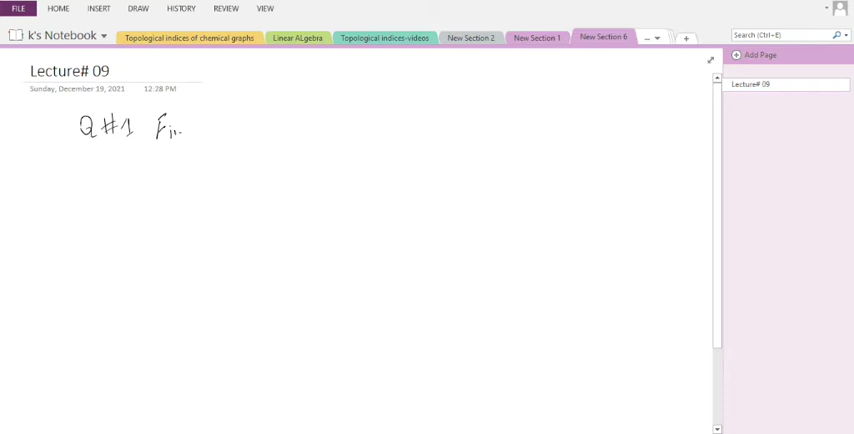 FILE HOME INSERT DRAW HISTORY REVIEW VIEW
k's Notebook Topological indices of chemical graphs Linear ALgebra Topological indices-videos New Section 2 New Section 1 New Section 6 Search (Ctrl+E)
Add Page
Lecture# 09
Lecture# 09
Sunday, December 19, 2021 12:28 PM
Q #1